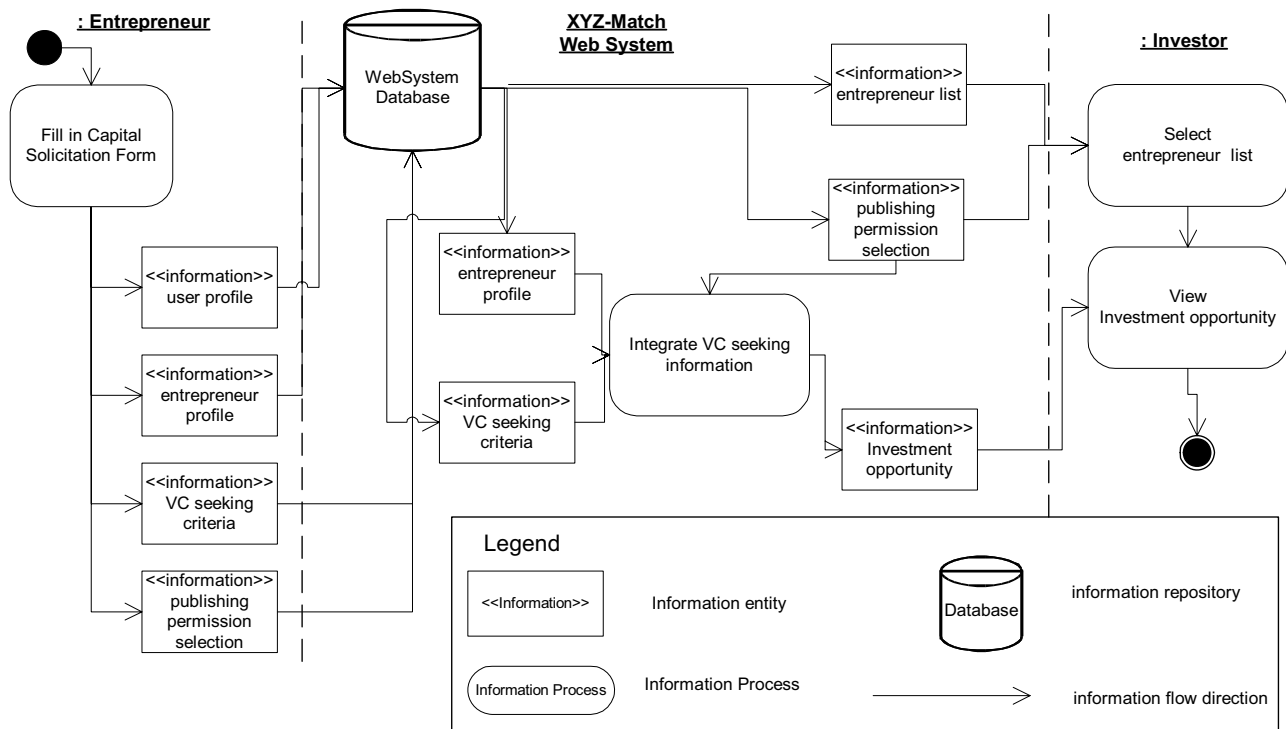 : Entrepreneur
XYZ-Match
Web System
: Investor
Fill in Capital
Solicitation Form
WebSystem
Database
<<information>>
entrepreneur list
Select
entrepreneur list
<<information>>
publishing
permission
selection
<<information>>
user profile
<<information>>
entrepreneur
profile
View
Investment opportunity
Integrate VC seeking
information
<<information>>
entrepreneur
profile
<<information>>
VC seeking
criteria
<<information>>
Investment
opportunity
<<information>>
VC seeking
criteria
<<information>>
publishing
permission
selection
Legend
<<Information>>
Information entity
Database
information repository
Information Process
Information Process
information flow direction